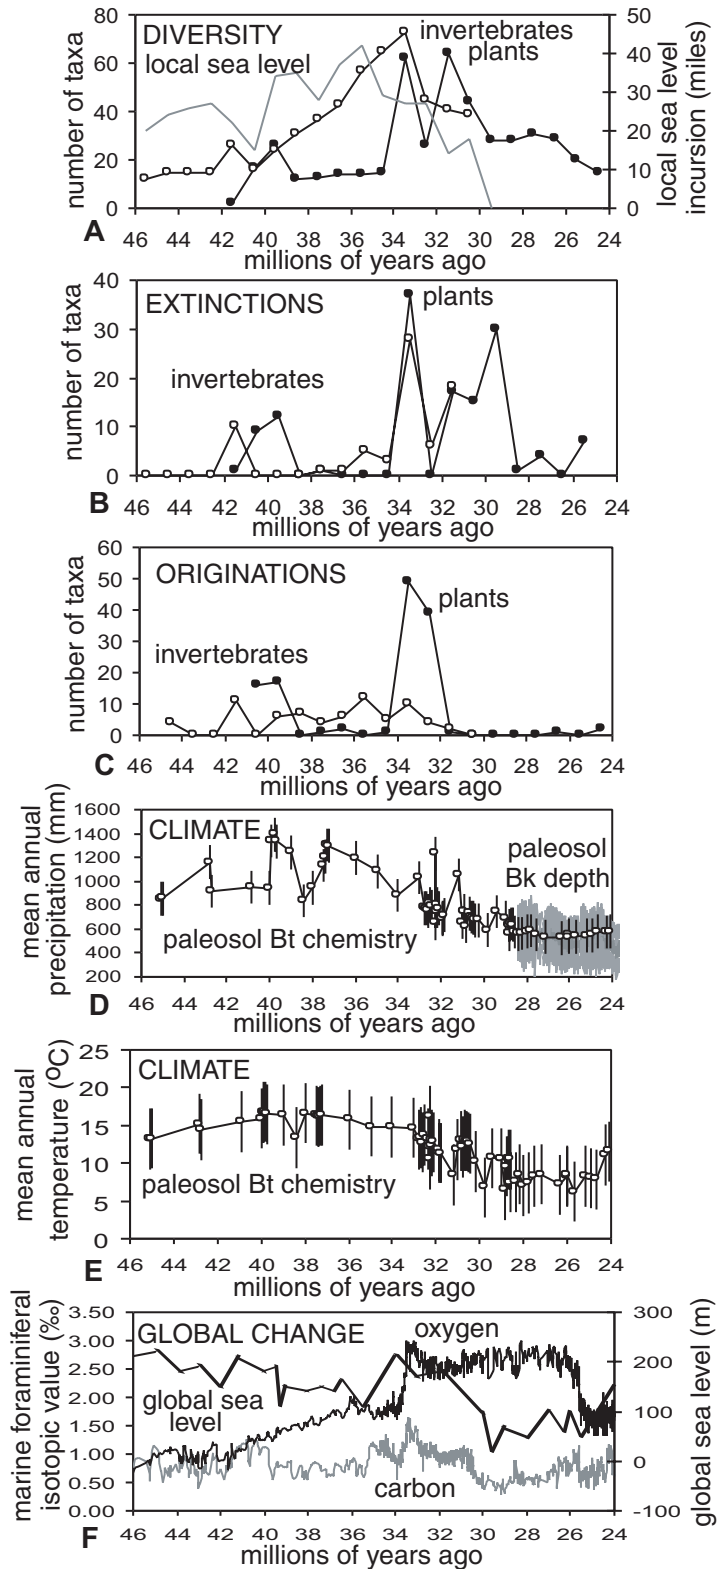 DIVERSITY
local sea level
invertebrates
plants
number of taxa
local sea level
incursion (miles)
80
60
40
20
0
50
40
30
20
10
0
A
46 44 42 40 38 36 34 32 30 28 26 24
millions of years ago
EXTINCTIONS
plants
invertebrates
number of taxa
40
30
20
10
0
B
46 44 42 40 38 36 34 32 30 28 26 24
millions of years ago
ORIGINATIONS
plants
invertebrates
number of taxa
60
50
40
30
20
10
0
C
46 44 42 40 38 36 34 32 30 28 26 24
millions of years ago
CLIMATE
paleosol
Bk depth
paleosol Bt chemistry
mean annual
precipitation (mm)
1600
1400
1200
1000
800
600
400
200
D
46 44 42 40 38 36 34 32 30 28 26 24
millions of years ago
CLIMATE
paleosol Bt chemistry
mean annual
temperature (ºC)
25
20
15
10
5
0
E
46 44 42 40 38 36 34 32 30 28 26 24
millions of years ago
GLOBAL CHANGE
oxygen
global sea
level
carbon
marine foraminiferal
isotopic value (‰)
global sea level (m)
3.50
3.00
2.50
2.00
1.50
1.00
0.50
0.00
300
200
100
0
-100
F
46 44 42 40 38 36 34 32 30 28 26 24
millions of years ago